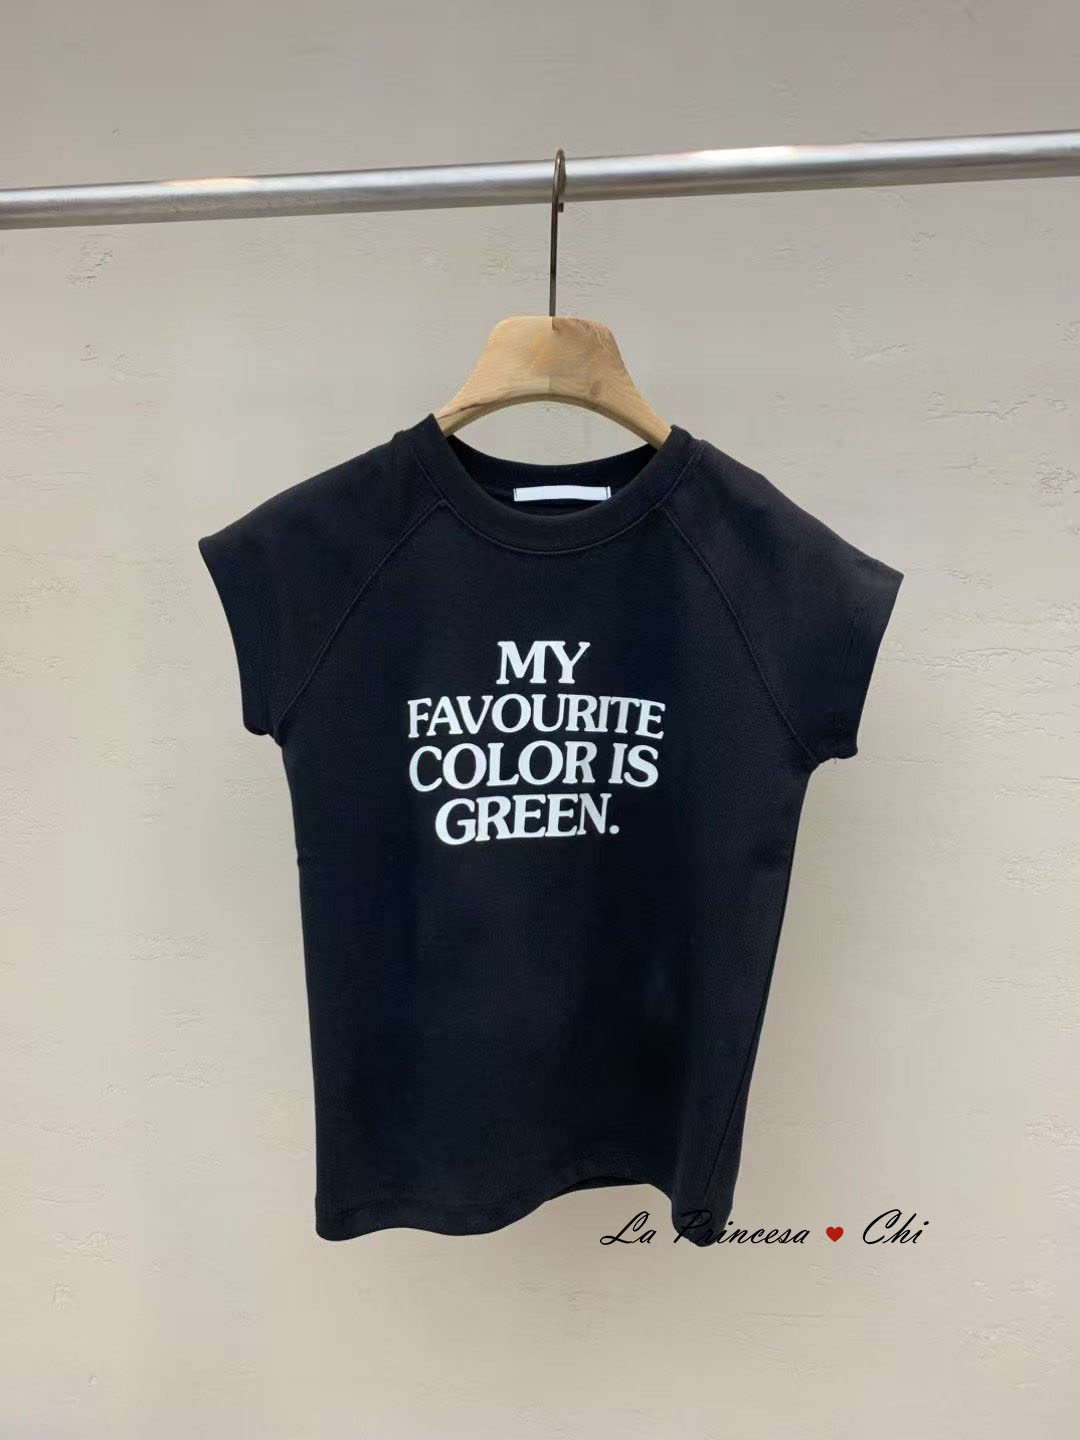 MY
FAVOURITE
COLOR IS
GREEN.
La Princesa ♥ Chi